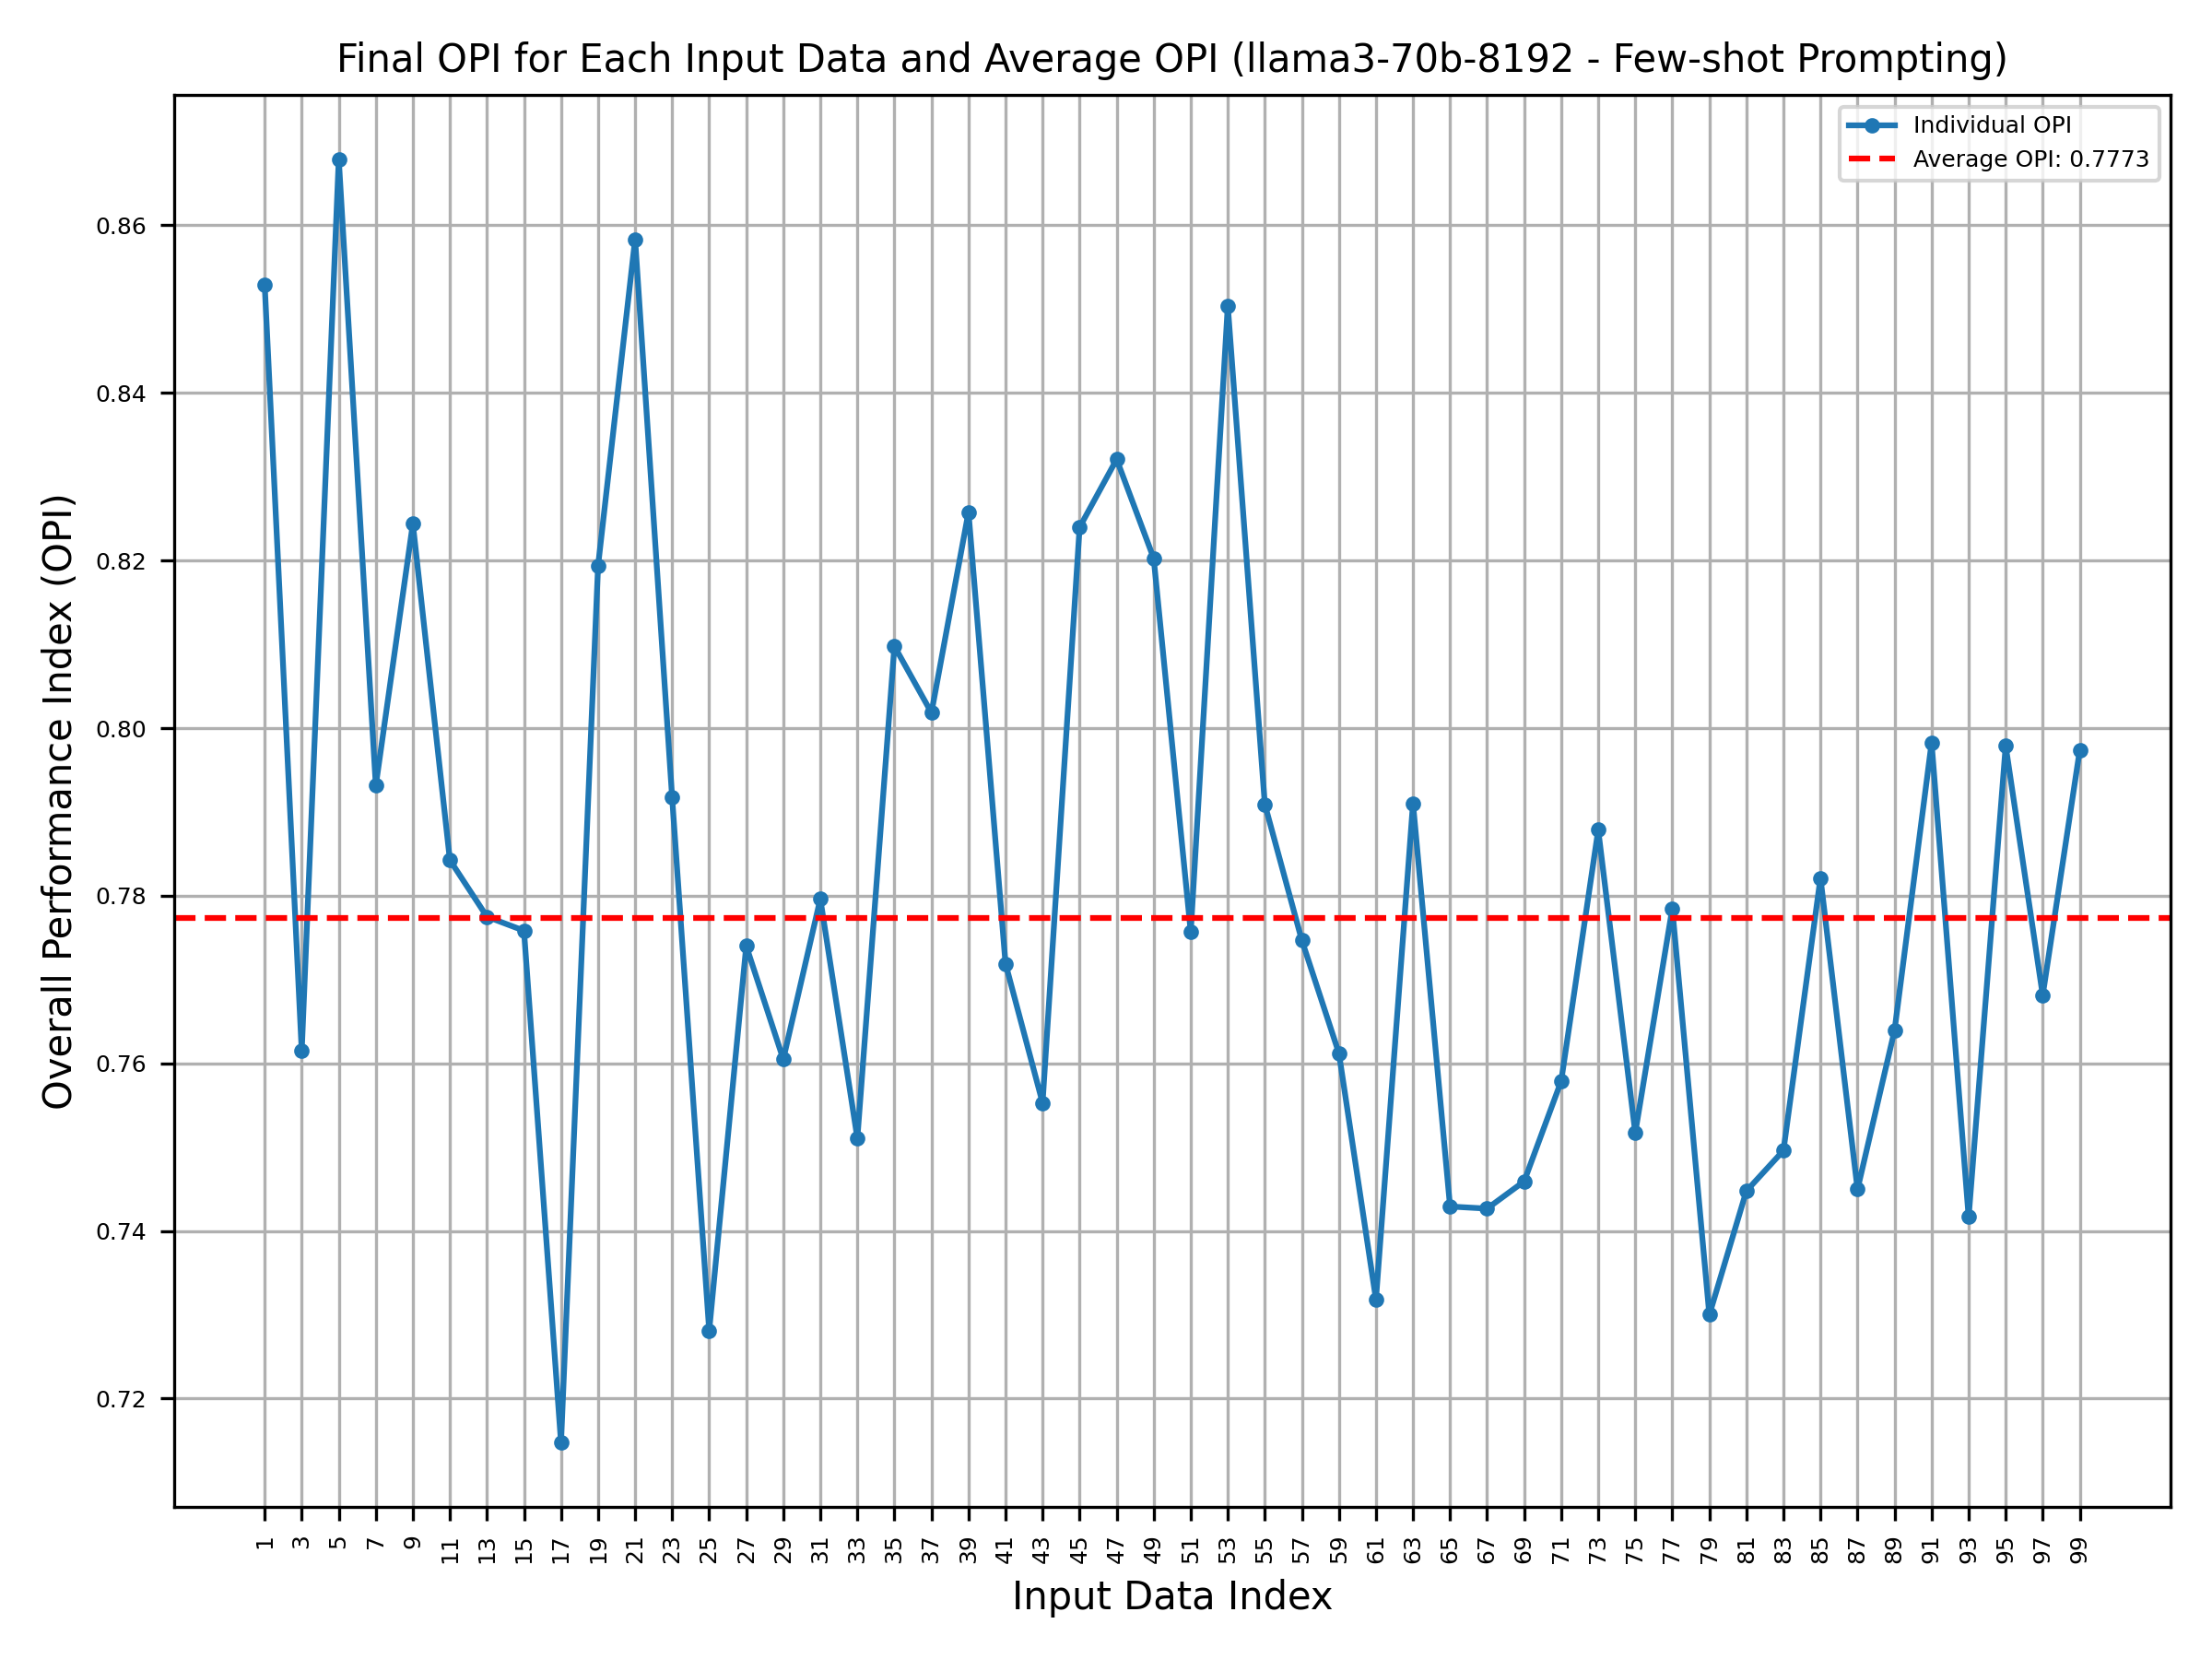 Final OPI for Each Input Data and Average OPI (llama3-70b-8192 - Few-shot Prompting)
Individual OPI
Average OPI: 0.7773
Overall Performance Index (OPI)
0.86
0.84
0.82
0.80
0.78
0.76
0.74
0.72
1 3 5 7 9 11 13 15 17 19 21 23 25 27 29 31 33 35 37 39 41 43 45 47 49 51 53 55 57 59 61 63 65 67 69 71 73 75 77 79 81 83 85 87 89 91 93 95 97 99
Input Data Index